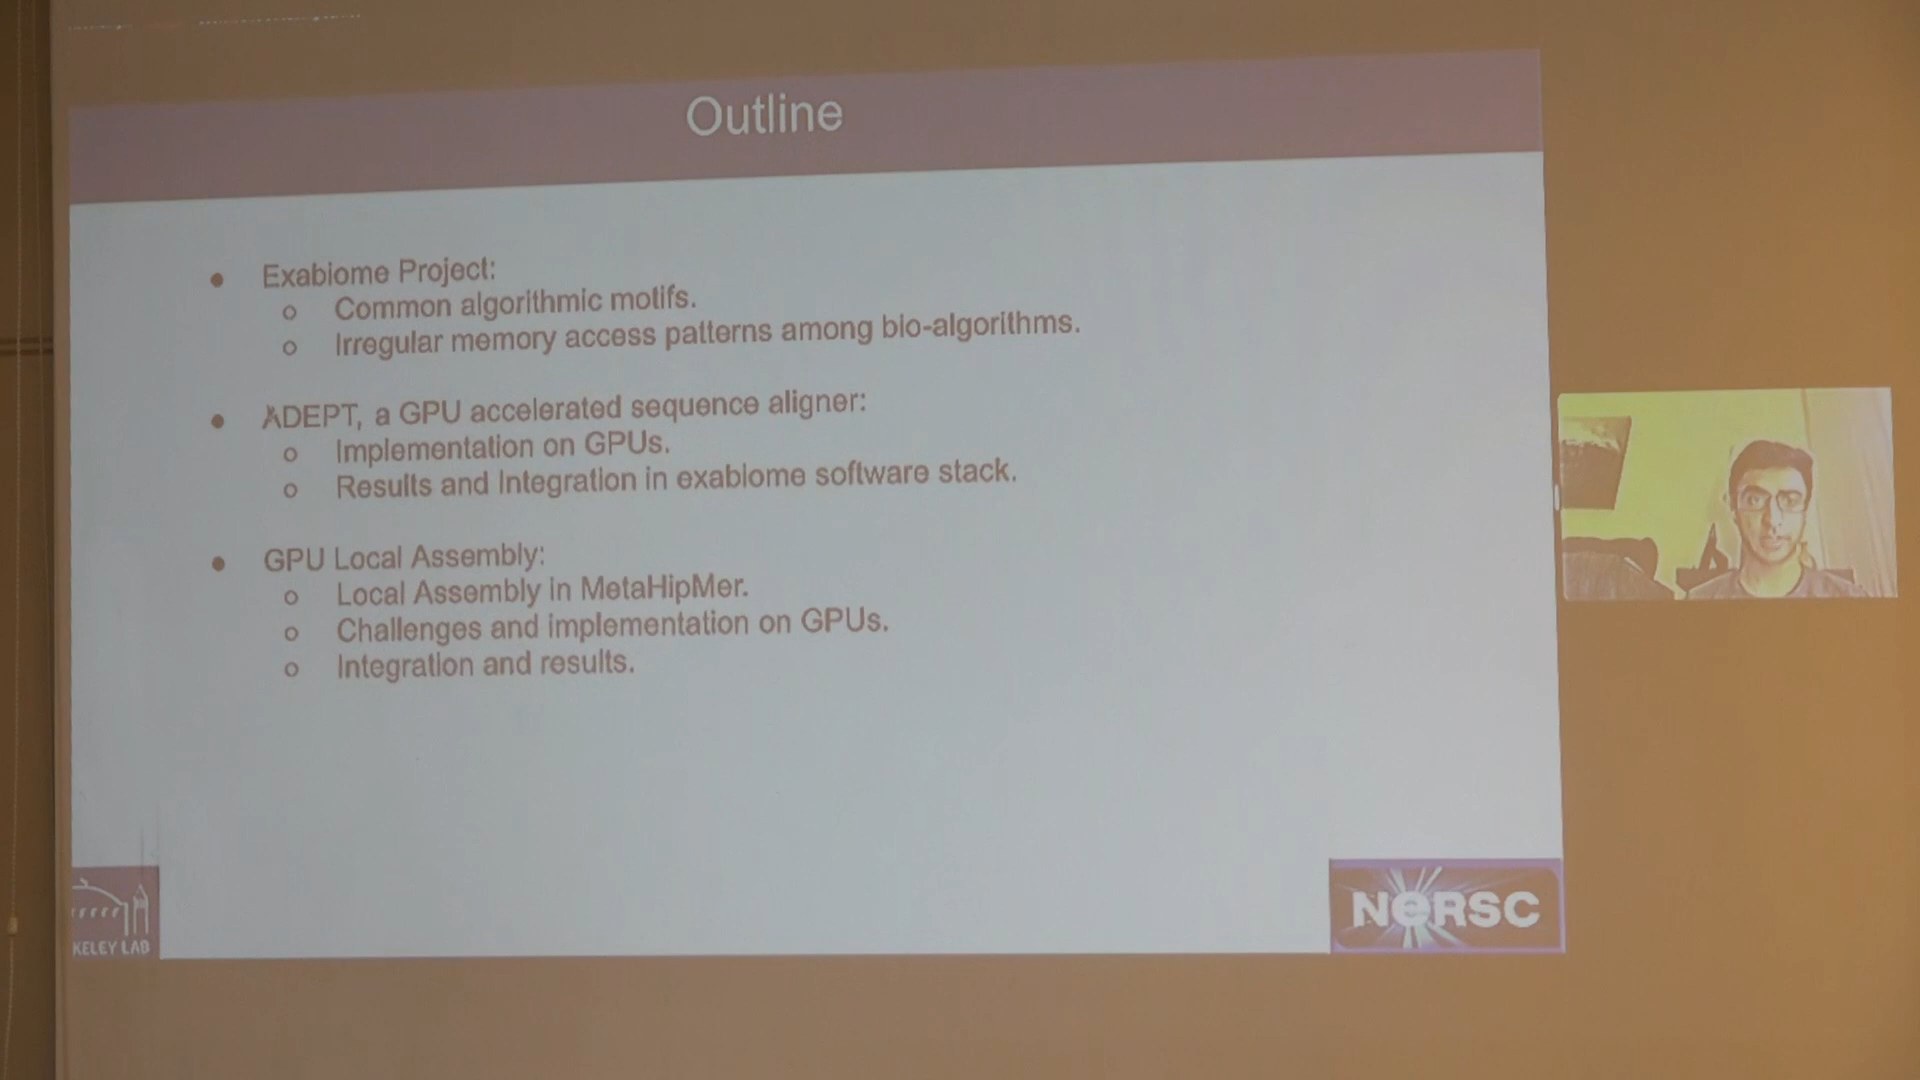 Outline
● Exabiome Project:
○ Common algorithmic motifs.
○ Irregular memory access patterns among bio-algorithms.
● ADEPT, a GPU accelerated sequence aligner:
○ Implementation on GPUs.
○ Results and Integration in exabiome software stack.
● GPU Local Assembly:
○ Local Assembly in MetaHipMer.
○ Challenges and implementation on GPUs.
○ Integration and results.
KELEY LAB
NERSC